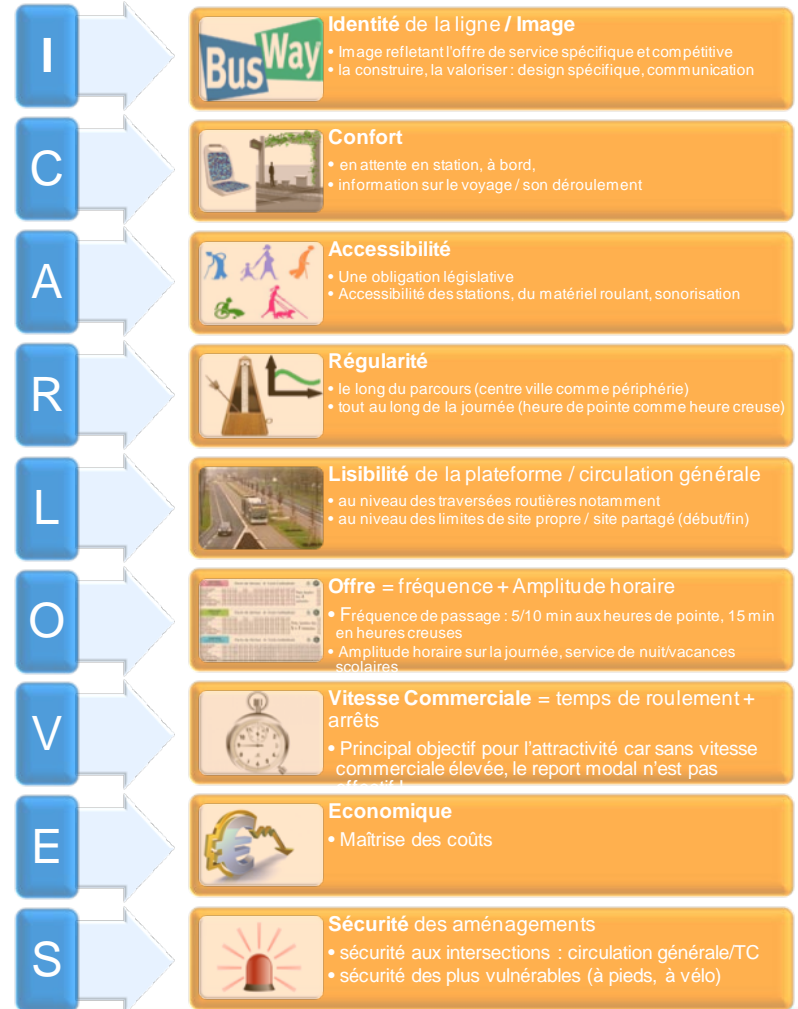 I
BusWay
Identité de la ligne / Image
• Image refletant l'offre de service spécifique et compétitive
• la construire, la valoriser : design spécifique, communication
C
Confort
• en attente en station, à bord,
• information sur le voyage / son déroulement
A
Accessibilité
• Une obligation législative
• Accessibilité des stations, du matériel roulant, sonorisation
R
Régularité
• le long du parcours (centre ville comme périphérie)
• tout au long de la journée (heure de pointe comme heure creuse)
L
Lisibilité de la plateforme / circulation générale
• au niveau des traversées routières notamment
• au niveau des limites de site propre / site partagé (début/fin)
O
Offre = fréquence + Amplitude horaire
• Fréquence de passage : 5/10 min aux heures de pointe, 15 min
en heures creuses
• Amplitude horaire sur la journée, service de nuit/vacances
scolaires
V
Vitesse Commerciale = temps de roulement +
arrêts
• Principal objectif pour l'attractivité car sans vitesse
commerciale élevée, le report modal n'est pas
effectif !
E
Economique
• Maîtrise des coûts
S
Sécurité des aménagements
• sécurité aux intersections : circulation générale/TC
• sécurité des plus vulnérables (à pieds, à vélo)